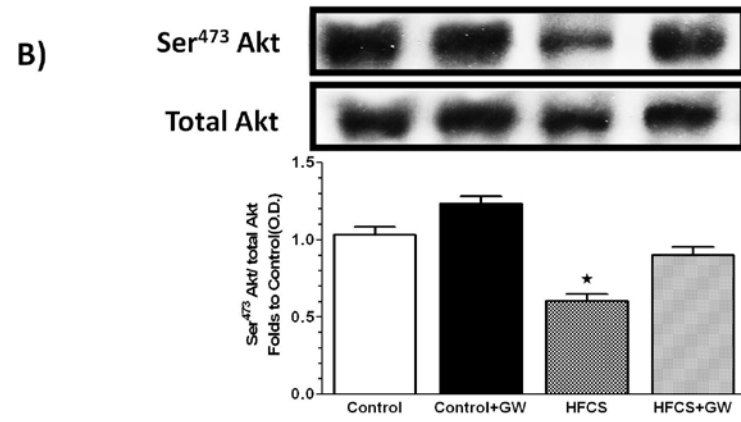 B)
Ser⁴⁷³ Akt
Total Akt
Ser⁴⁷³ Akt/ total Akt
Folds to Control(O.D.)
1.5
1.0
0.5
0.0
★
Control Control+GW HFCS HFCS+GW